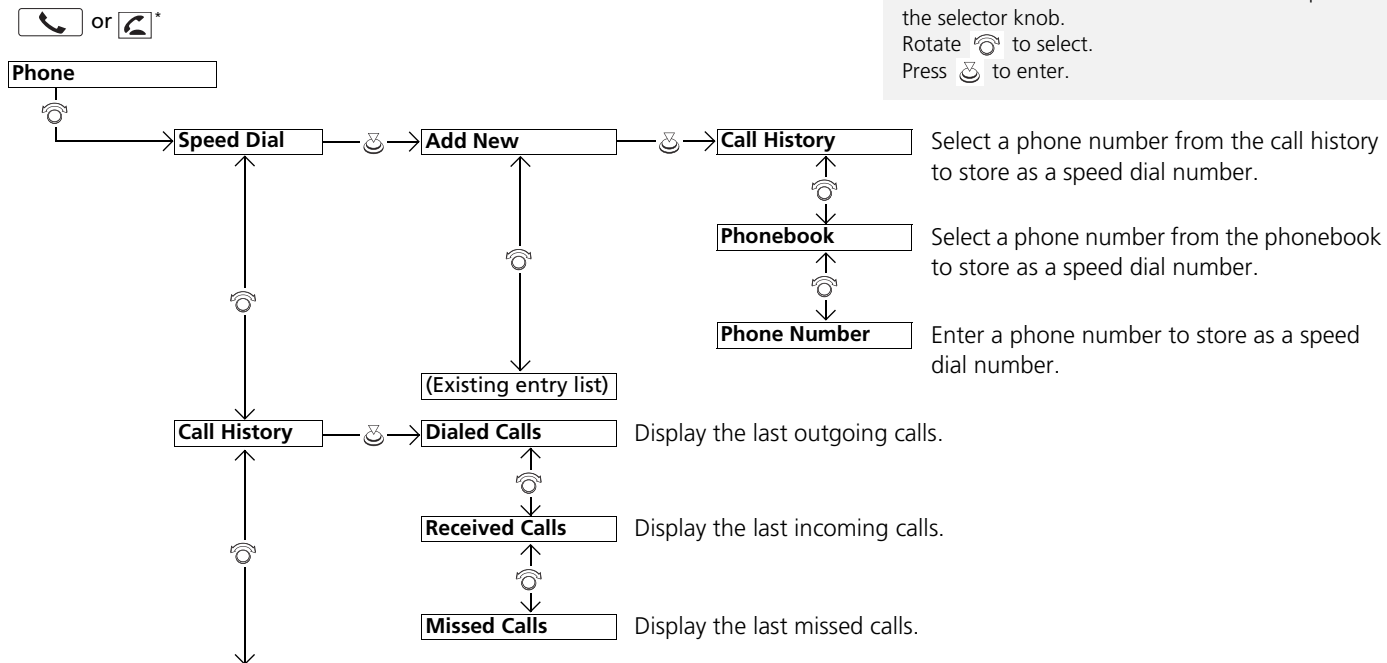 or *
the selector knob.
Rotate to select.
Press to enter.
Phone
Speed Dial
Add New
Call History
Select a phone number from the call history
to store as a speed dial number.
Phonebook
Select a phone number from the phonebook
to store as a speed dial number.
Phone Number
Enter a phone number to store as a speed
dial number.
(Existing entry list)
Call History
Dialed Calls
Display the last outgoing calls.
Received Calls
Display the last incoming calls.
Missed Calls
Display the last missed calls.